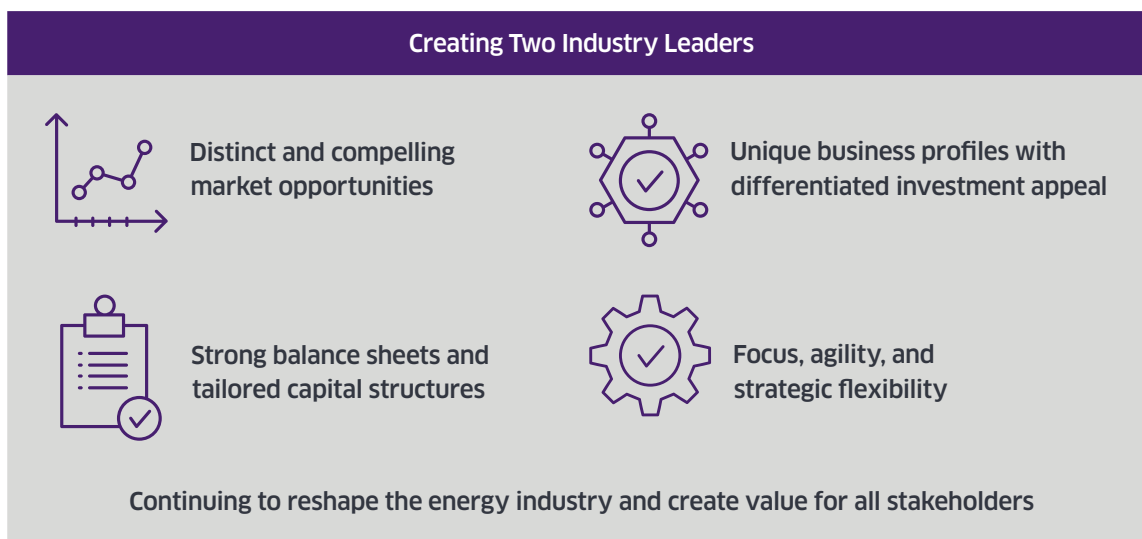 Creating Two Industry Leaders
Distinct and compelling
market opportunities
Unique business profiles with
differentiated investment appeal
Strong balance sheets and
tailored capital structures
Focus, agility, and
strategic flexibility
Continuing to reshape the energy industry and create value for all stakeholders